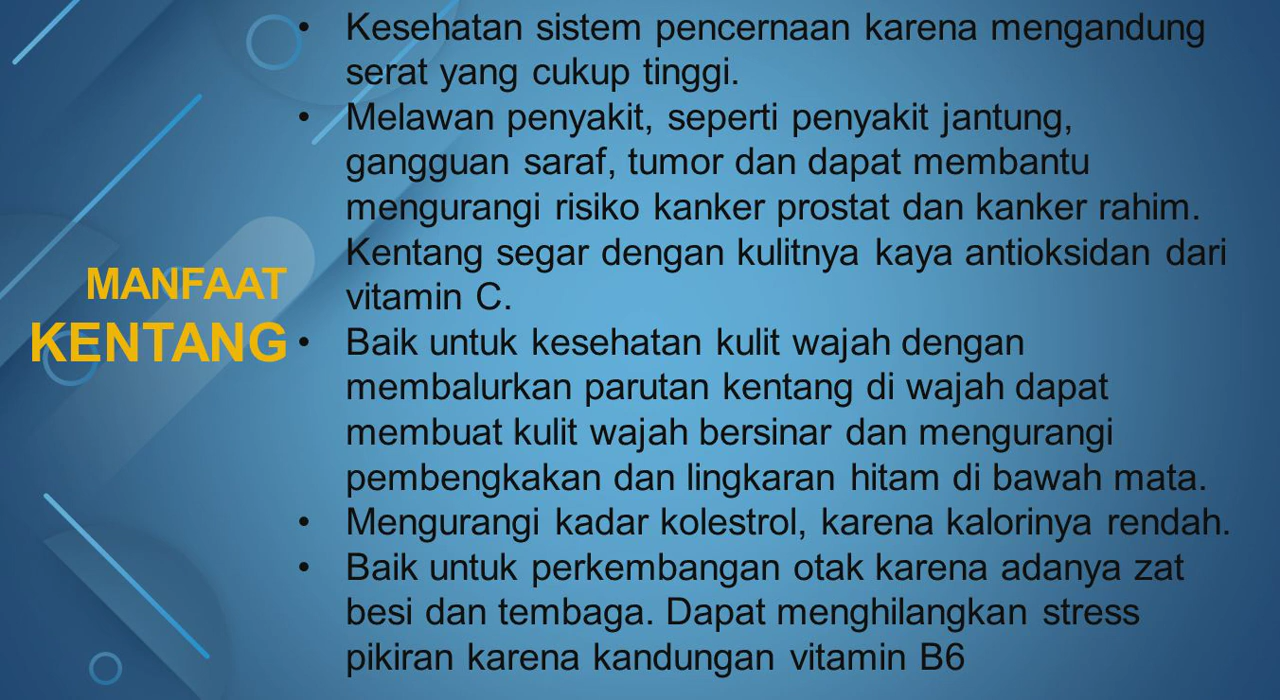 MANFAAT
KENTANG
• Kesehatan sistem pencernaan karena mengandung
serat yang cukup tinggi.
• Melawan penyakit, seperti penyakit jantung,
gangguan saraf, tumor dan dapat membantu
mengurangi risiko kanker prostat dan kanker rahim.
Kentang segar dengan kulitnya kaya antioksidan dari
vitamin C.
• Baik untuk kesehatan kulit wajah dengan
membalurkan parutan kentang di wajah dapat
membuat kulit wajah bersinar dan mengurangi
pembengkakan dan lingkaran hitam di bawah mata.
• Mengurangi kadar kolestrol, karena kalorinya rendah.
• Baik untuk perkembangan otak karena adanya zat
besi dan tembaga. Dapat menghilangkan stress
pikiran karena kandungan vitamin B6